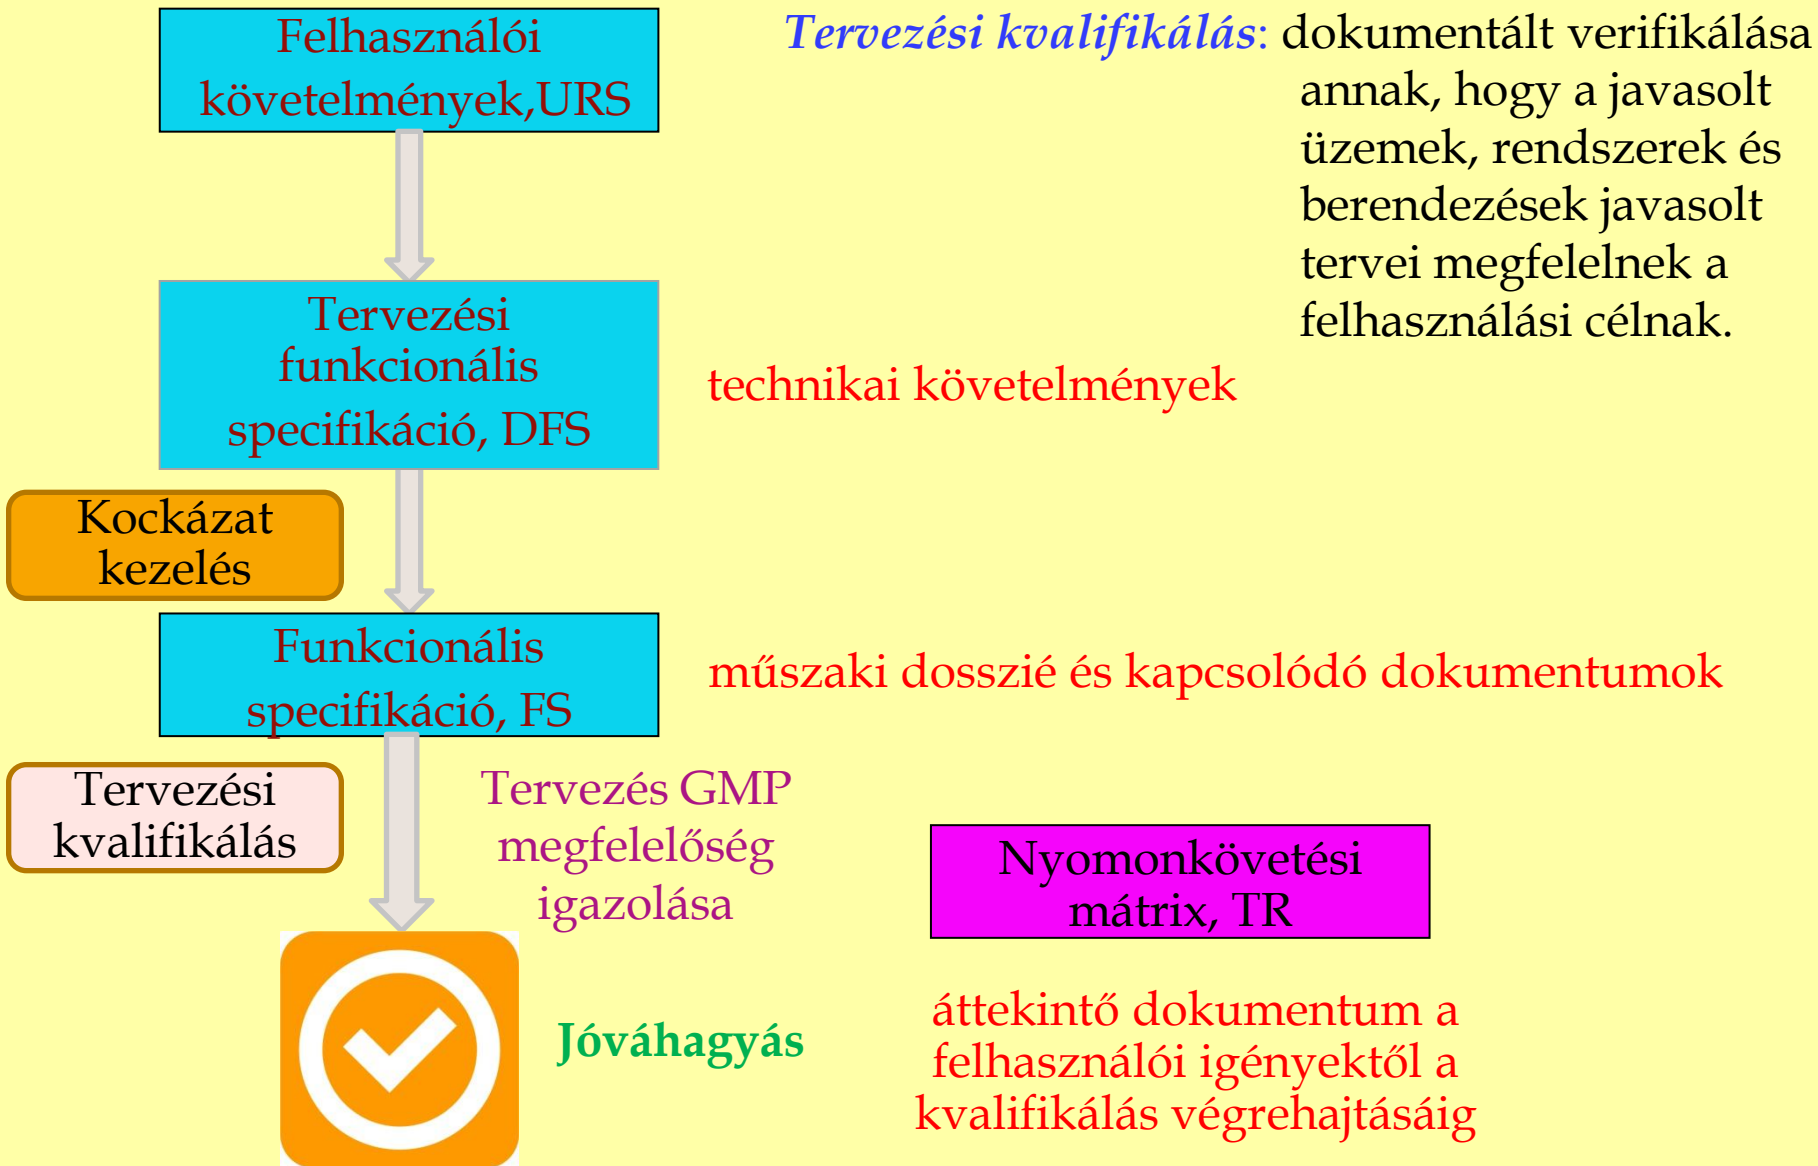 Felhasználói
követelmények,URS
Tervezési kvalifikálás: dokumentált verifikálása
annak, hogy a javasolt
üzemek, rendszerek és
berendezések javasolt
tervei megfelelnek a
felhasználási célnak.
Tervezési
funkcionális
specifikáció, DFS
technikai követelmények
Kockázat
kezelés
Funkcionális
specifikáció, FS
műszaki dosszié és kapcsolódó dokumentumok
Tervezési
kvalifikálás
Tervezés GMP
megfelelőség
igazolása
Nyomonkövetési
mátrix, TR
Jóváhagyás
áttekintő dokumentum a
felhasználói igényektől a
kvalifikálás végrehajtásáig